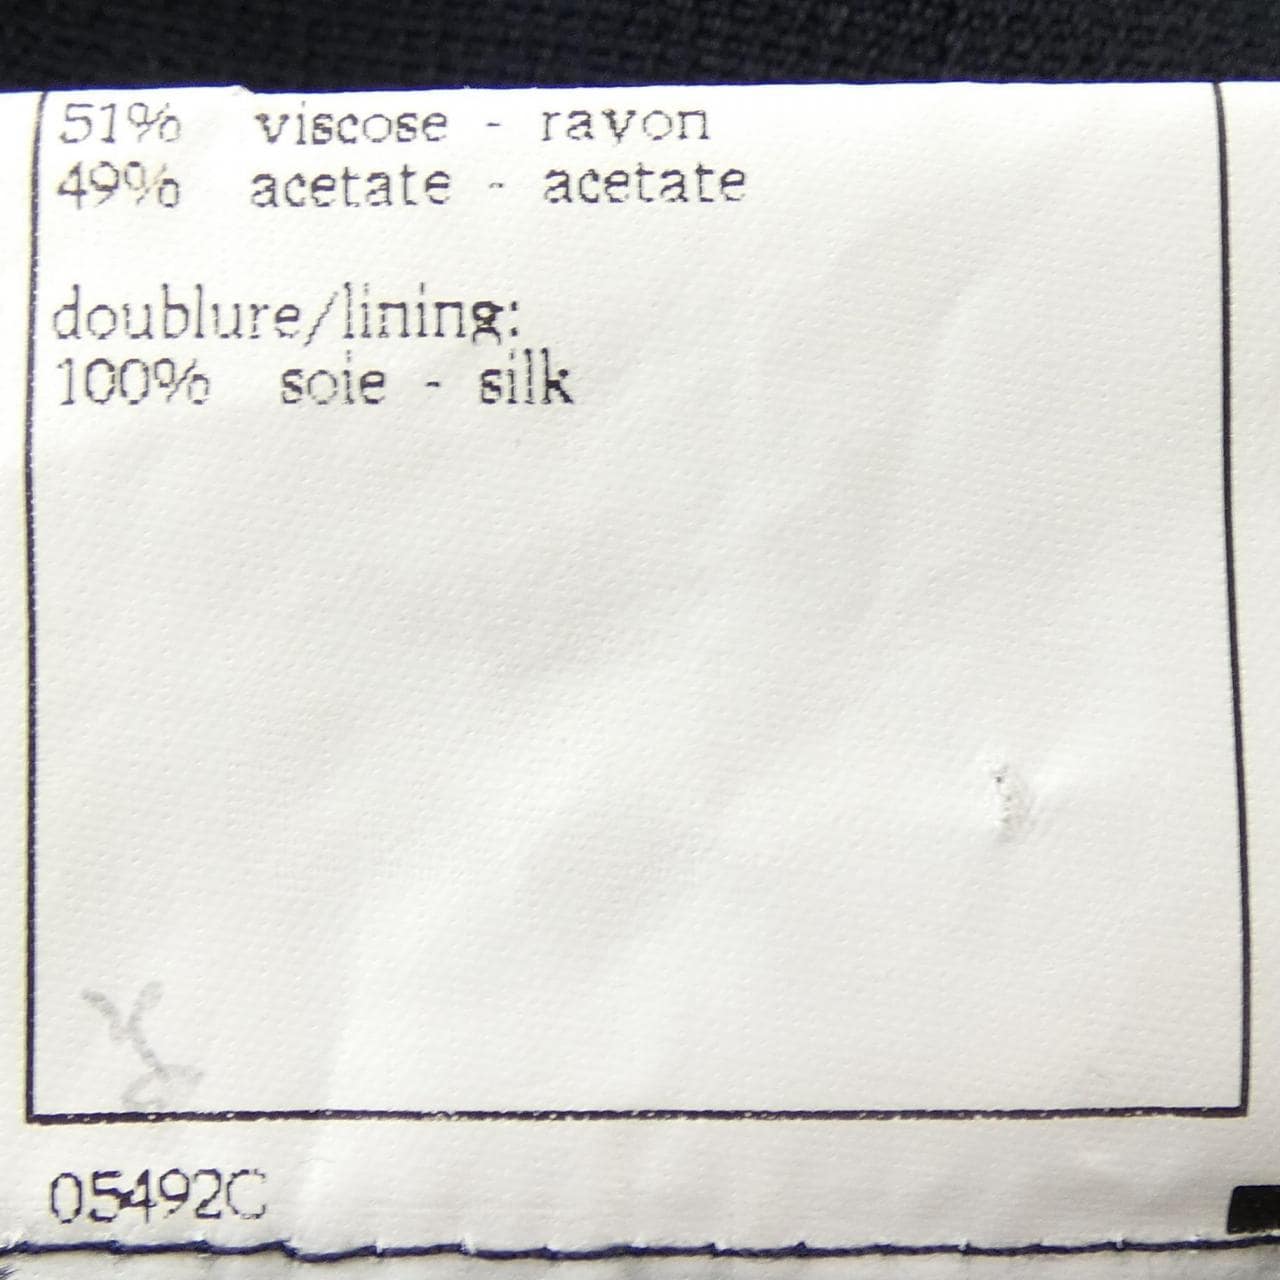 51% viscose - rayon
49% acetate - acetate
doublure/lining:
100% soie - silk
05492C